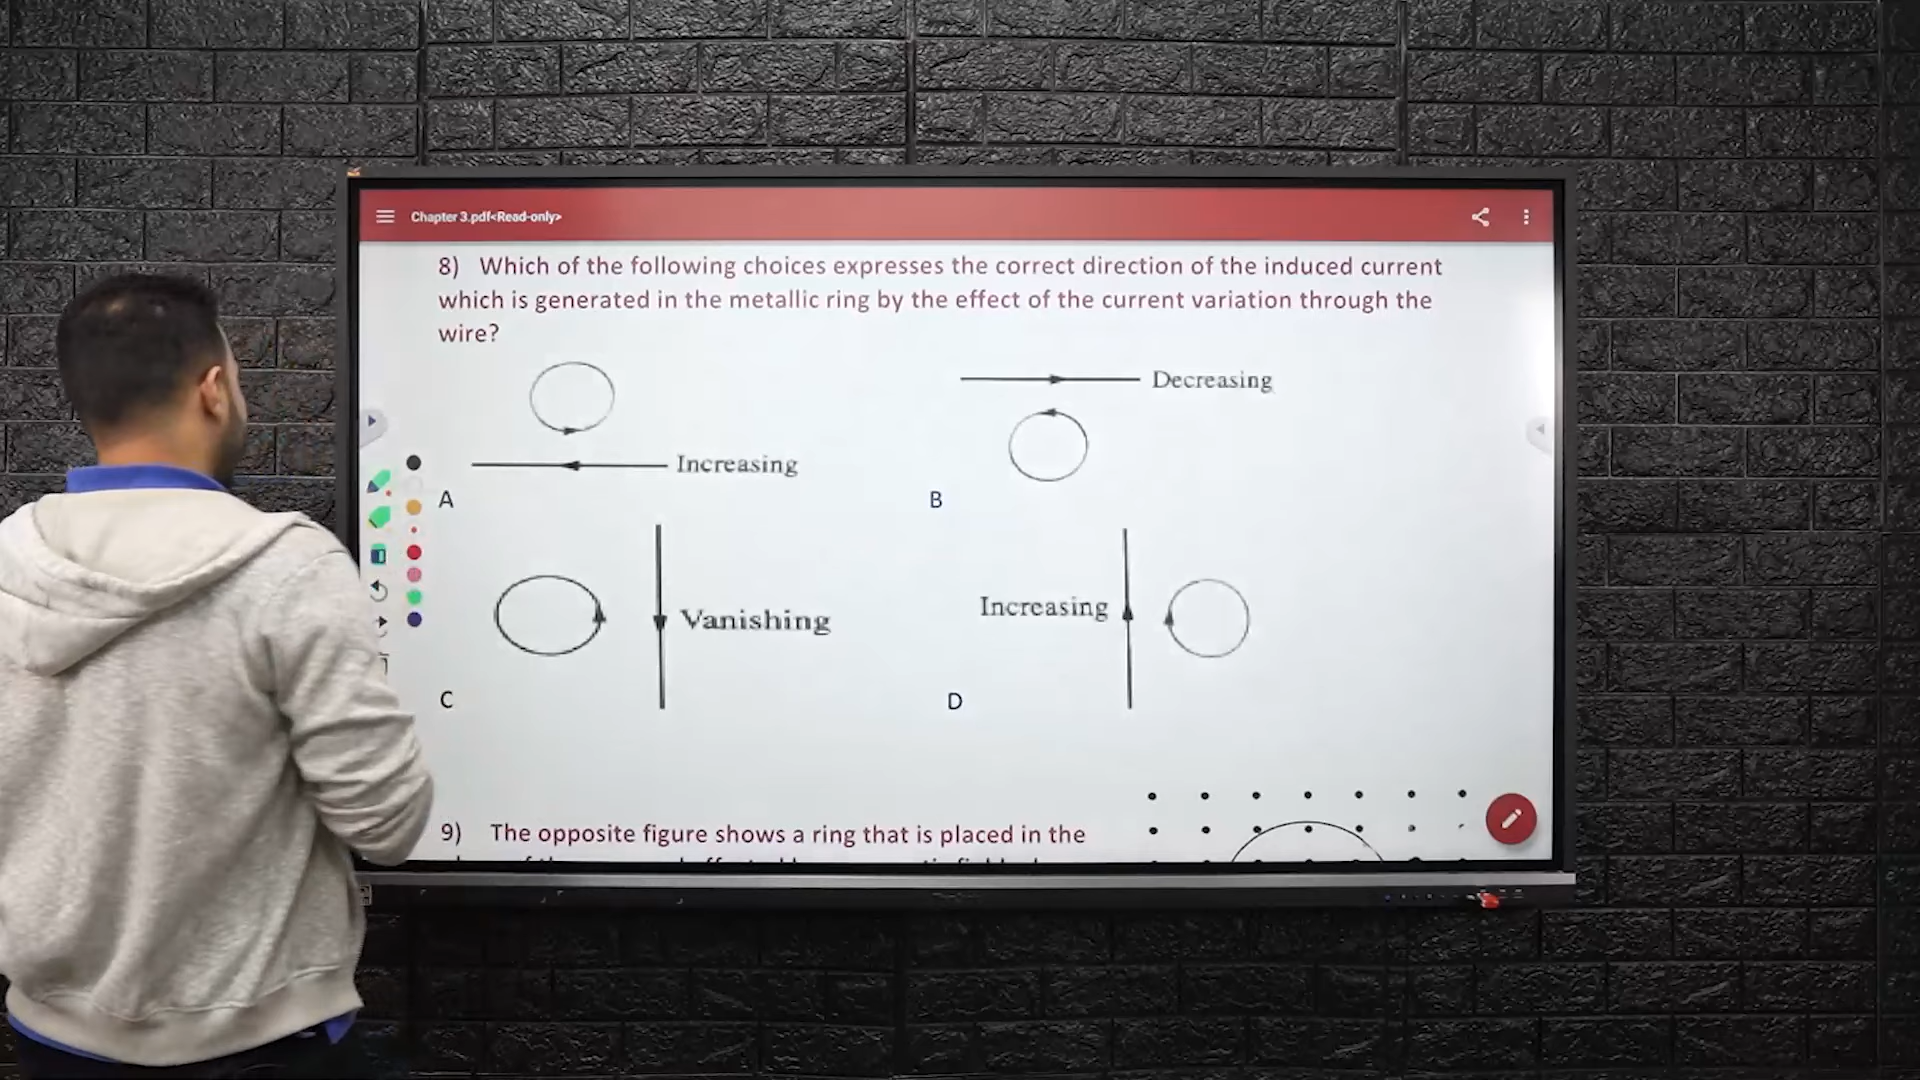 Chapter 3.pdf<Read-only>
8) Which of the following choices expresses the correct direction of the induced current
which is generated in the metallic ring by the effect of the current variation through the
wire?
Decreasing
Increasing
A
B
Increasing
Vanishing
C
D
9) The opposite figure shows a ring that is placed in the